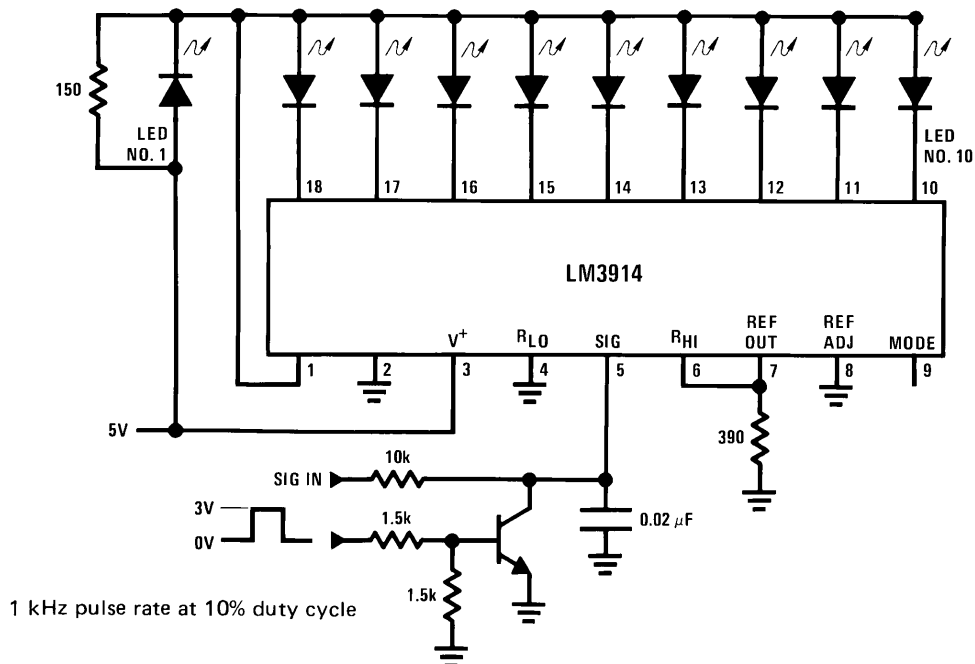 150
LED
NO. 1
LED
NO. 10
18 17 16 15 14 13 12 11 10
LM3914
V+ RLO SIG RHI REF OUT REF ADJ MODE
1 2 3 4 5 6 7 8 9
5V
390
SIG IN
10k
3V
0V
1.5k
0.02 μF
1.5k
1 kHz pulse rate at 10% duty cycle